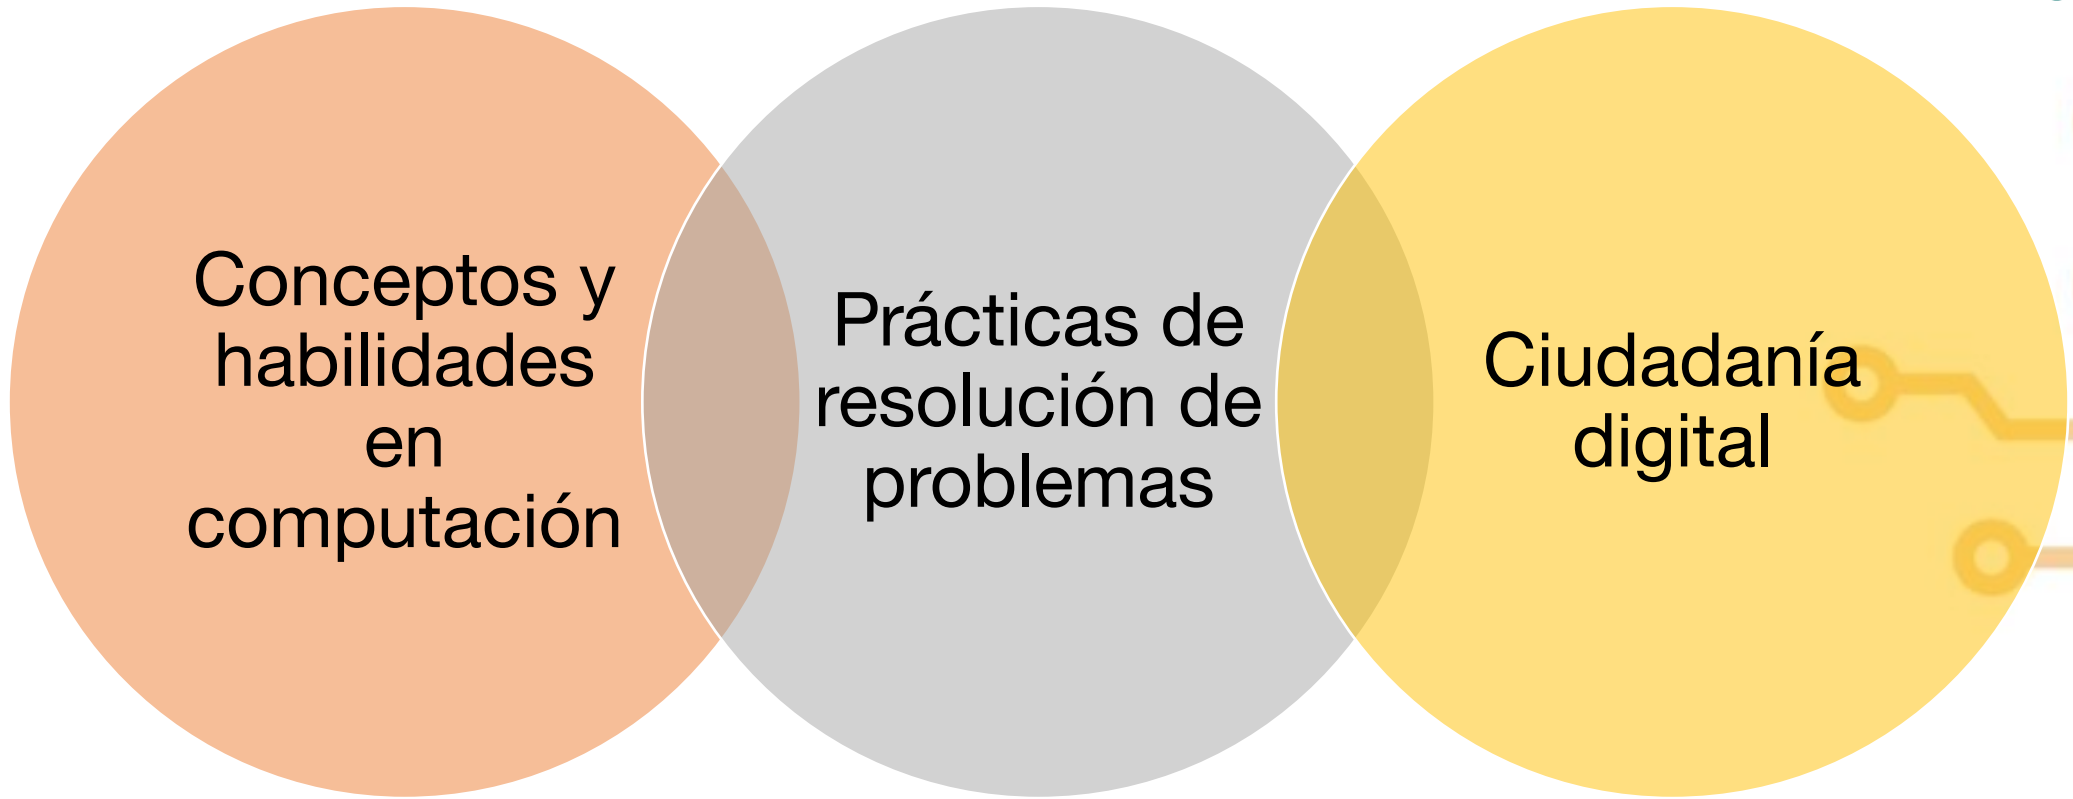 Conceptos y
habilidades
en
computación
Prácticas de
resolución de
problemas
Ciudadanía
digital